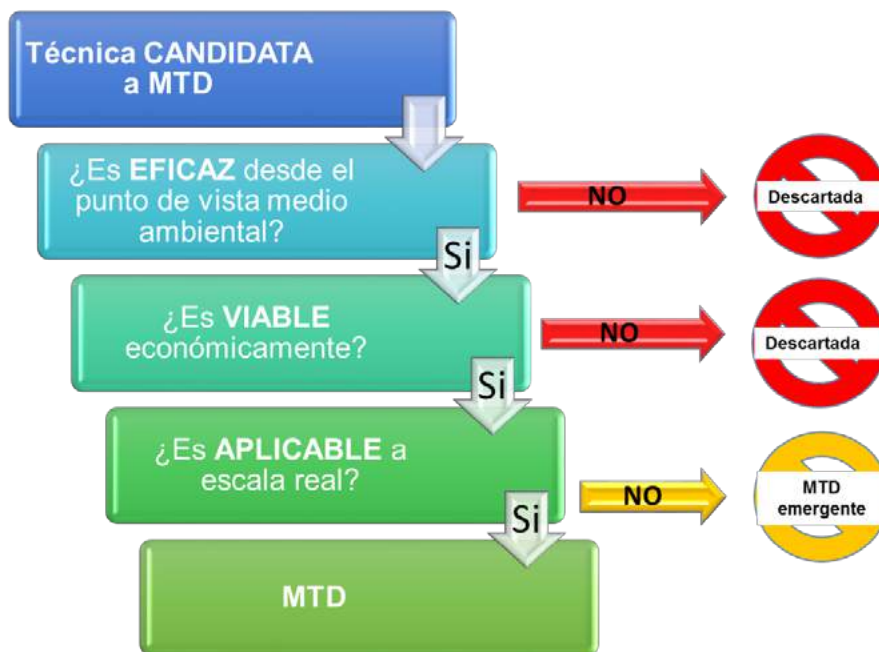 Técnica CANDIDATA
a MTD
¿Es EFICAZ desde el
punto de vista medio
ambiental?
NO
Descartada
Si
¿Es VIABLE
económicamente?
NO
Descartada
Si
¿Es APLICABLE a
escala real?
NO
MTD
emergente
Si
MTD